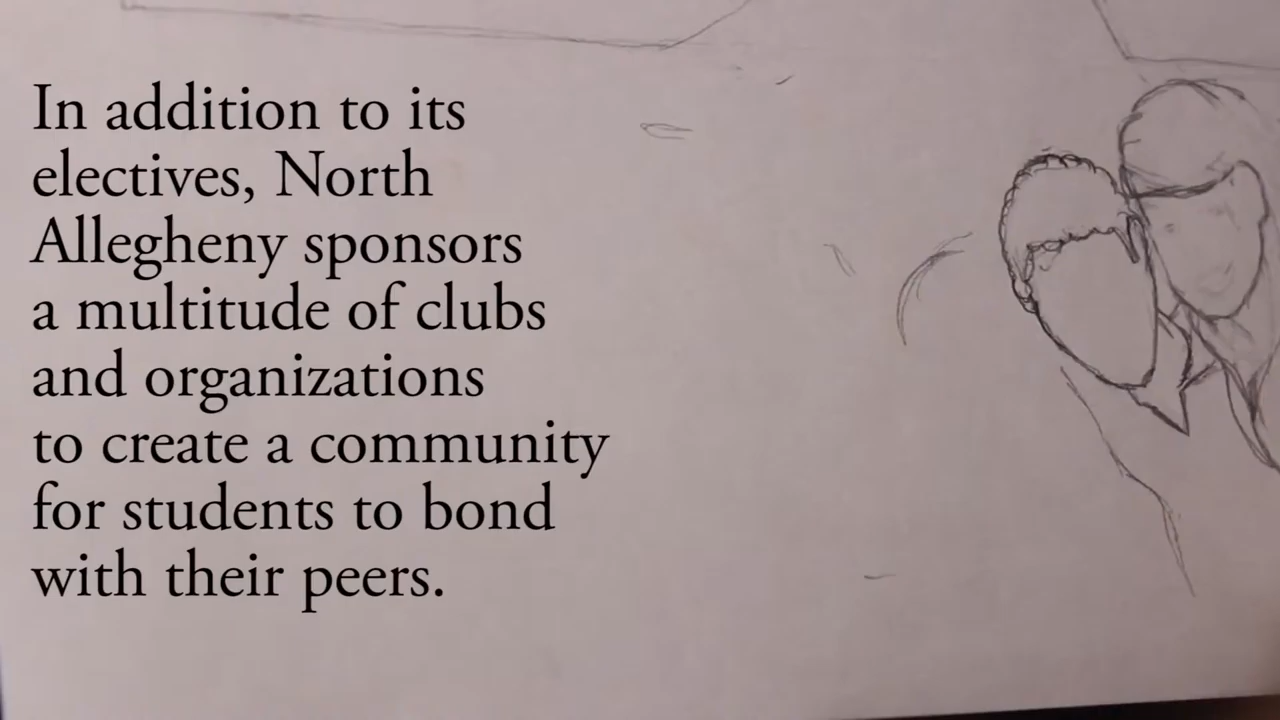 In addition to its
electives, North
Allegheny sponsors
a multitude of clubs
and organizations
to create a community
for students to bond
with their peers.